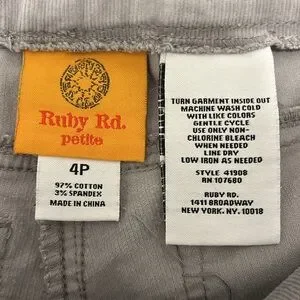 Ruby Rd.
petite
4P
97% COTTON
3% SPANDEX
MADE IN CHINA
TURN GARMENT INSIDE OUT
MACHINE WASH COLD
WITH LIKE COLORS
GENTLE CYCLE
USE ONLY NON-
CHLORINE BLEACH
WHEN NEEDED
LINE DRY
LOW IRON AS NEEDED
STYLE 41908
RN 107680
RUBY RD.
1411 BROADWAY
NEW YORK, NY. 10018